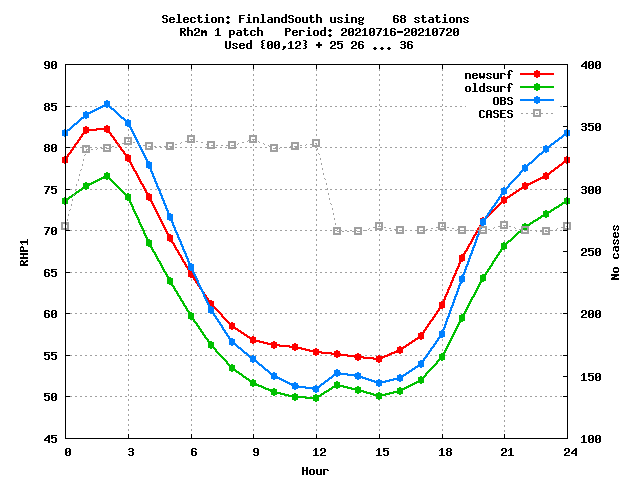 Selection: FinlandSouth using    68 stations
Rh2m 1 patch   Period: 20210716-20210720
Used {00,12} + 25 26 ... 36
newsurf
oldsurf
OBS
CASES
90
85
80
75
70
65
60
55
50
45
RHP1
400
350
300
250
200
150
100
No cases
0 3 6 9 12 15 18 21 24
Hour